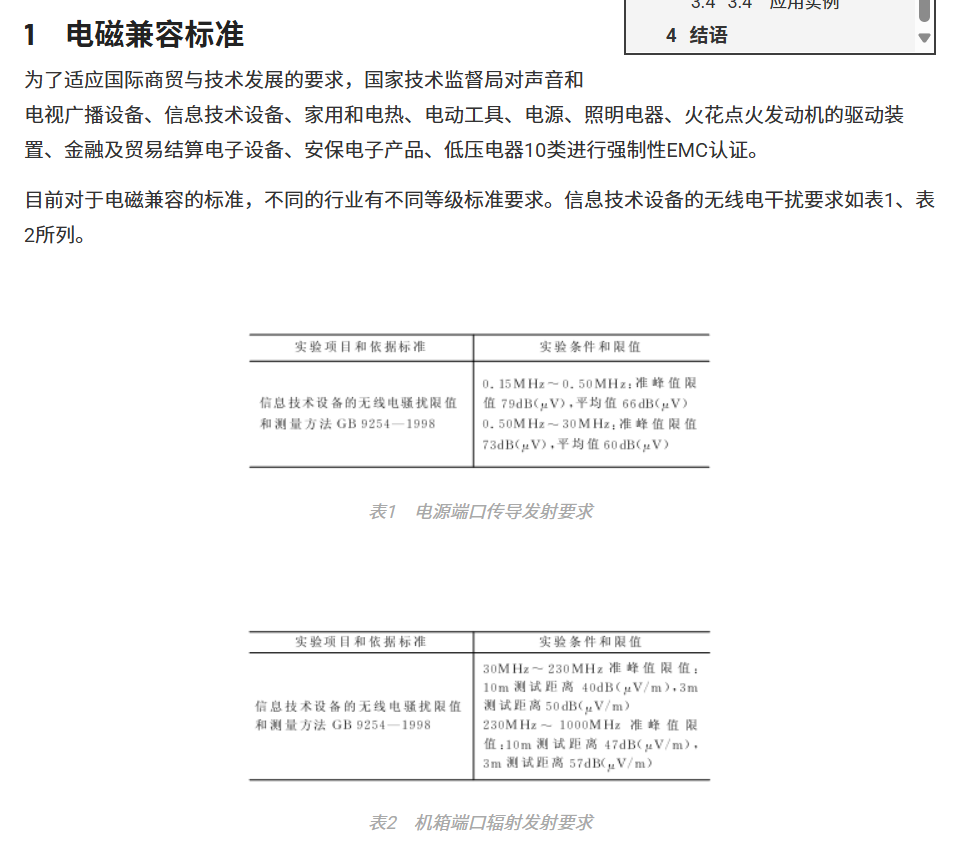 3.4 3.4 应用实例
4 结语
1 电磁兼容标准
为了适应国际商贸与技术发展的要求，国家技术监督局对声音和
电视广播设备、信息技术设备、家用和电热、电动工具、电源、照明电器、火花点火发动机的驱动装
置、金融及贸易结算电子设备、安保电子产品、低压电器10类进行强制性EMC认证。
目前对于电磁兼容的标准，不同的行业有不同等级标准要求。信息技术设备的无线电干扰要求如表1、表
2所列。
实验项目和依据标准
实验条件和限值
信息技术设备的无线电骚扰限值
和测量方法 GB 9254—1998
0.15MHz～0.50MHz:准峰值限
值 79dB(μV),平均值 66dB(μV)
0.50MHz～30MHz:准峰值限值
73dB(μV),平均值 60dB(μV)
表1 电源端口传导发射要求
实验项目和依据标准
实验条件和限值
信息技术设备的无线电骚扰限值
和测量方法 GB 9254—1998
30MHz～230MHz 准峰值限值:
10m 测试距离 40dB(μV/m),3m
测试距离 50dB(μV/m)
230MHz～1000MHz 准峰值限
值:10m 测试距离 47dB(μV/m),
3m 测试距离 57dB(μV/m)
表2 机箱端口辐射发射要求